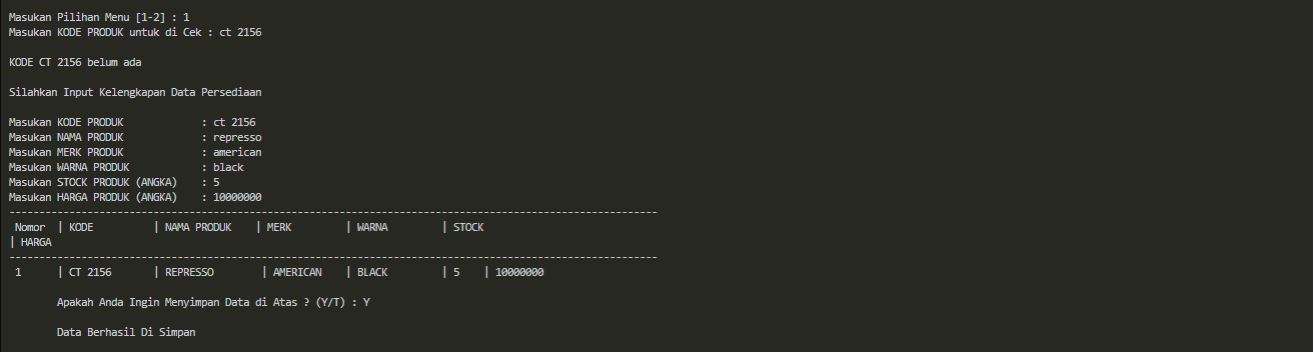 Masukan Pilihan Menu [1-2] : 1
Masukan KODE PRODUK untuk di Cek : ct 2156
KODE CT 2156 belum ada
Silahkan Input Kelengkapan Data Persediaan
Masukan KODE PRODUK : ct 2156
Masukan NAMA PRODUK : represso
Masukan MERK PRODUK : american
Masukan WARNA PRODUK : black
Masukan STOCK PRODUK (ANGKA) : 5
Masukan HARGA PRODUK (ANGKA) : 10000000
------------------------------------------------------------------------------------------------------------
Nomor | KODE | NAMA PRODUK | MERK | WARNA | STOCK
| HARGA
------------------------------------------------------------------------------------------------------------
1 | CT 2156 | REPRESSO | AMERICAN | BLACK | 5 | 10000000
Apakah Anda Ingin Menyimpan Data di Atas ? (Y/T) : Y
Data Berhasil Di Simpan